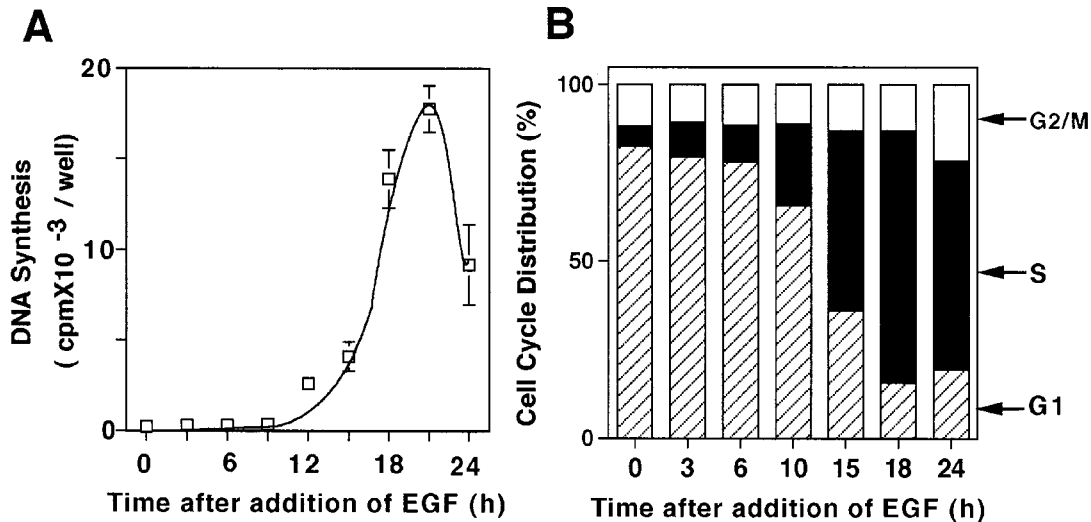 A
20
10
0
DNA Synthesis
( cpmX10 -3 / well)
0 6 12 18 24
Time after addition of EGF (h)
B
100
50
0
Cell Cycle Distribution (%)
G2/M
S
G1
0 3 6 10 15 18 24
Time after addition of EGF (h)